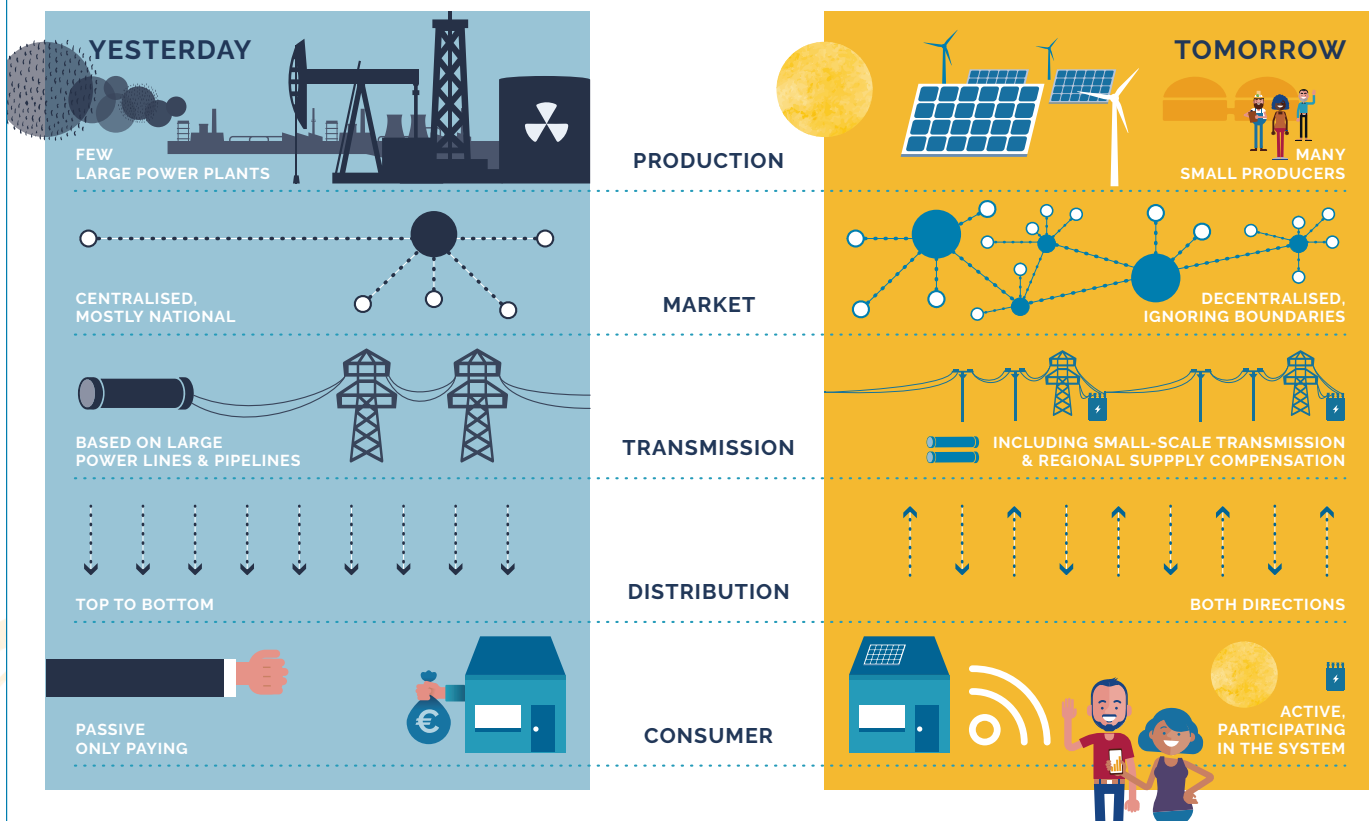 YESTERDAY
TOMORROW
FEW
LARGE POWER PLANTS
PRODUCTION
MANY
SMALL PRODUCERS
CENTRALISED,
MOSTLY NATIONAL
MARKET
DECENTRALISED,
IGNORING BOUNDARIES
BASED ON LARGE
POWER LINES & PIPELINES
TRANSMISSION
INCLUDING SMALL-SCALE TRANSMISSION
& REGIONAL SUPPPLY COMPENSATION
TOP TO BOTTOM
DISTRIBUTION
BOTH DIRECTIONS
€
PASSIVE
ONLY PAYING
CONSUMER
ACTIVE,
PARTICIPATING
IN THE SYSTEM